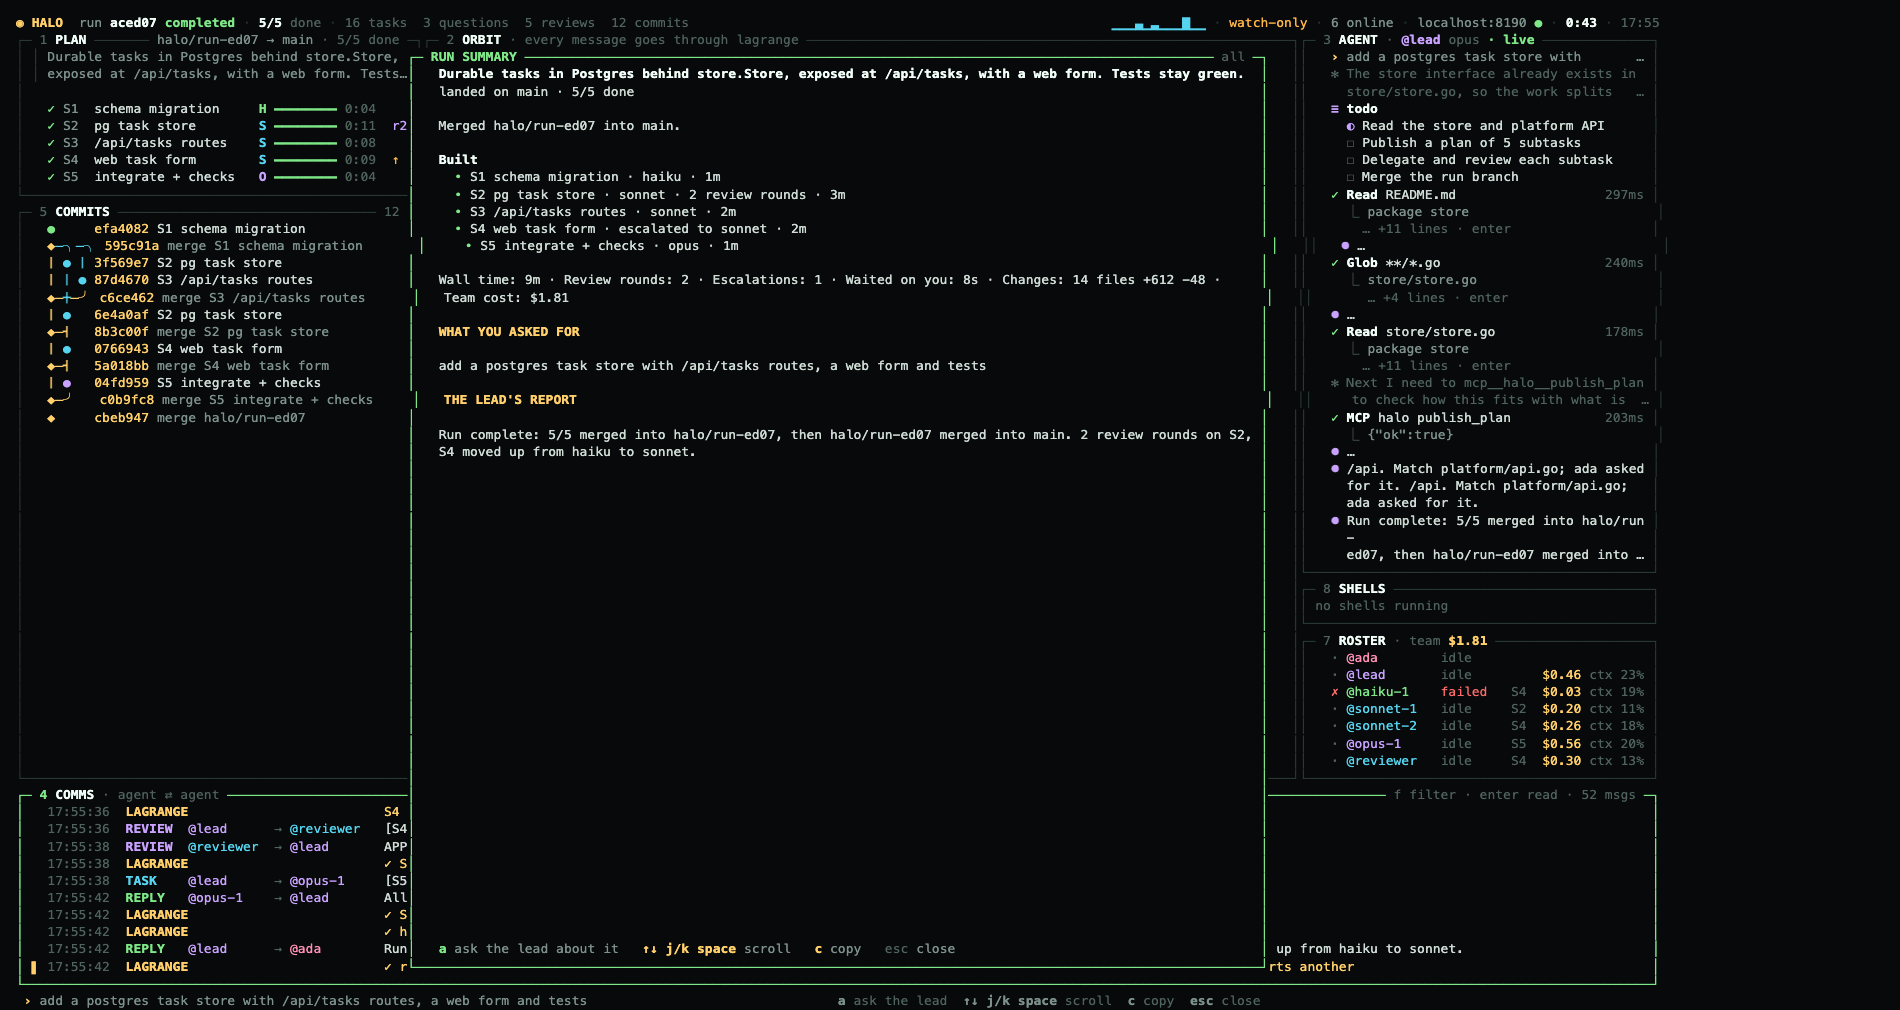 ◉ HALO  run aced07 completed · 5/5 done · 16 tasks  3 questions  5 reviews  12 commits
· watch-only · 6 online · localhost:8190 ● · 0:43 · 17:55
1 PLAN  halo/run-ed07 → main · 5/5 done
Durable tasks in Postgres behind store.Store,
exposed at /api/tasks, with a web form. Tests…
✓ S1  schema migration  H  0:04
✓ S2  pg task store  S  0:11  r2
✓ S3  /api/tasks routes  S  0:08
✓ S4  web task form  S  0:09  ↑
✓ S5  integrate + checks  O  0:04
5 COMMITS  12
efa4082 S1 schema migration
595c91a merge S1 schema migration
3f569e7 S2 pg task store
87d4670 S3 /api/tasks routes
c6ce462 merge S3 /api/tasks routes
6e4a0af S2 pg task store
8b3c00f merge S2 pg task store
0766943 S4 web task form
5a018bb merge S4 web task form
04fd959 S5 integrate + checks
c0b9fc8 merge S5 integrate + checks
cbeb947 merge halo/run-ed07
2 ORBIT · every message goes through lagrange
RUN SUMMARY  all
Durable tasks in Postgres behind store.Store, exposed at /api/tasks, with a web form. Tests stay green.
landed on main · 5/5 done
Merged halo/run-ed07 into main.
Built
• S1 schema migration · haiku · 1m
• S2 pg task store · sonnet · 2 review rounds · 3m
• S3 /api/tasks routes · sonnet · 2m
• S4 web task form · escalated to sonnet · 2m
• S5 integrate + checks · opus · 1m
Wall time: 9m · Review rounds: 2 · Escalations: 1 · Waited on you: 8s · Changes: 14 files +612 −48 ·
Team cost: $1.81
WHAT YOU ASKED FOR
add a postgres task store with /api/tasks routes, a web form and tests
THE LEAD'S REPORT
Run complete: 5/5 merged into halo/run-ed07, then halo/run-ed07 merged into main. 2 review rounds on S2,
S4 moved up from haiku to sonnet.
a ask the lead about it  ↑↓ j/k space scroll  c copy  esc close
3 AGENT · @lead opus · live
› add a postgres task store with …
✻ The store interface already exists in
store/store.go, so the work splits …
≡ todo
◐ Read the store and platform API
☐ Publish a plan of 5 subtasks
☐ Delegate and review each subtask
☐ Merge the run branch
✓ Read README.md  297ms
package store
… +11 lines · enter
● …
✓ Glob **/*.go  240ms
store/store.go
… +4 lines · enter
● …
✓ Read store/store.go  178ms
package store
… +11 lines · enter
✻ Next I need to mcp__halo__publish_plan
to check how this fits with what is …
✓ MCP halo publish_plan  203ms
{"ok":true}
● …
● /api. Match platform/api.go; ada asked
for it. /api. Match platform/api.go;
ada asked for it.
● Run complete: 5/5 merged into halo/run
-
ed07, then halo/run-ed07 merged into …
8 SHELLS
no shells running
7 ROSTER · team $1.81
· @ada  idle
· @lead  idle  $0.46 ctx 23%
✗ @haiku-1  failed  S4  $0.03 ctx 19%
· @sonnet-1  idle  S2  $0.20 ctx 11%
· @sonnet-2  idle  S4  $0.26 ctx 18%
· @opus-1  idle  S5  $0.56 ctx 20%
· @reviewer  idle  S4  $0.30 ctx 13%
4 COMMS · agent ⇄ agent  f filter · enter read · 52 msgs
17:55:36  LAGRANGE  S4
17:55:36  REVIEW  @lead → @reviewer  [S4
17:55:38  REVIEW  @reviewer → @lead  APP
17:55:38  LAGRANGE  ✓ S
17:55:38  TASK  @lead → @opus-1  [S5
17:55:42  REPLY  @opus-1 → @lead  All
17:55:42  LAGRANGE  ✓ S
17:55:42  LAGRANGE  ✓ h
17:55:42  REPLY  @lead → @ada  Run  up from haiku to sonnet.
17:55:42  LAGRANGE  ✓ r  rts another
› add a postgres task store with /api/tasks routes, a web form and tests
a ask the lead  ↑↓ j/k space scroll  c copy  esc close